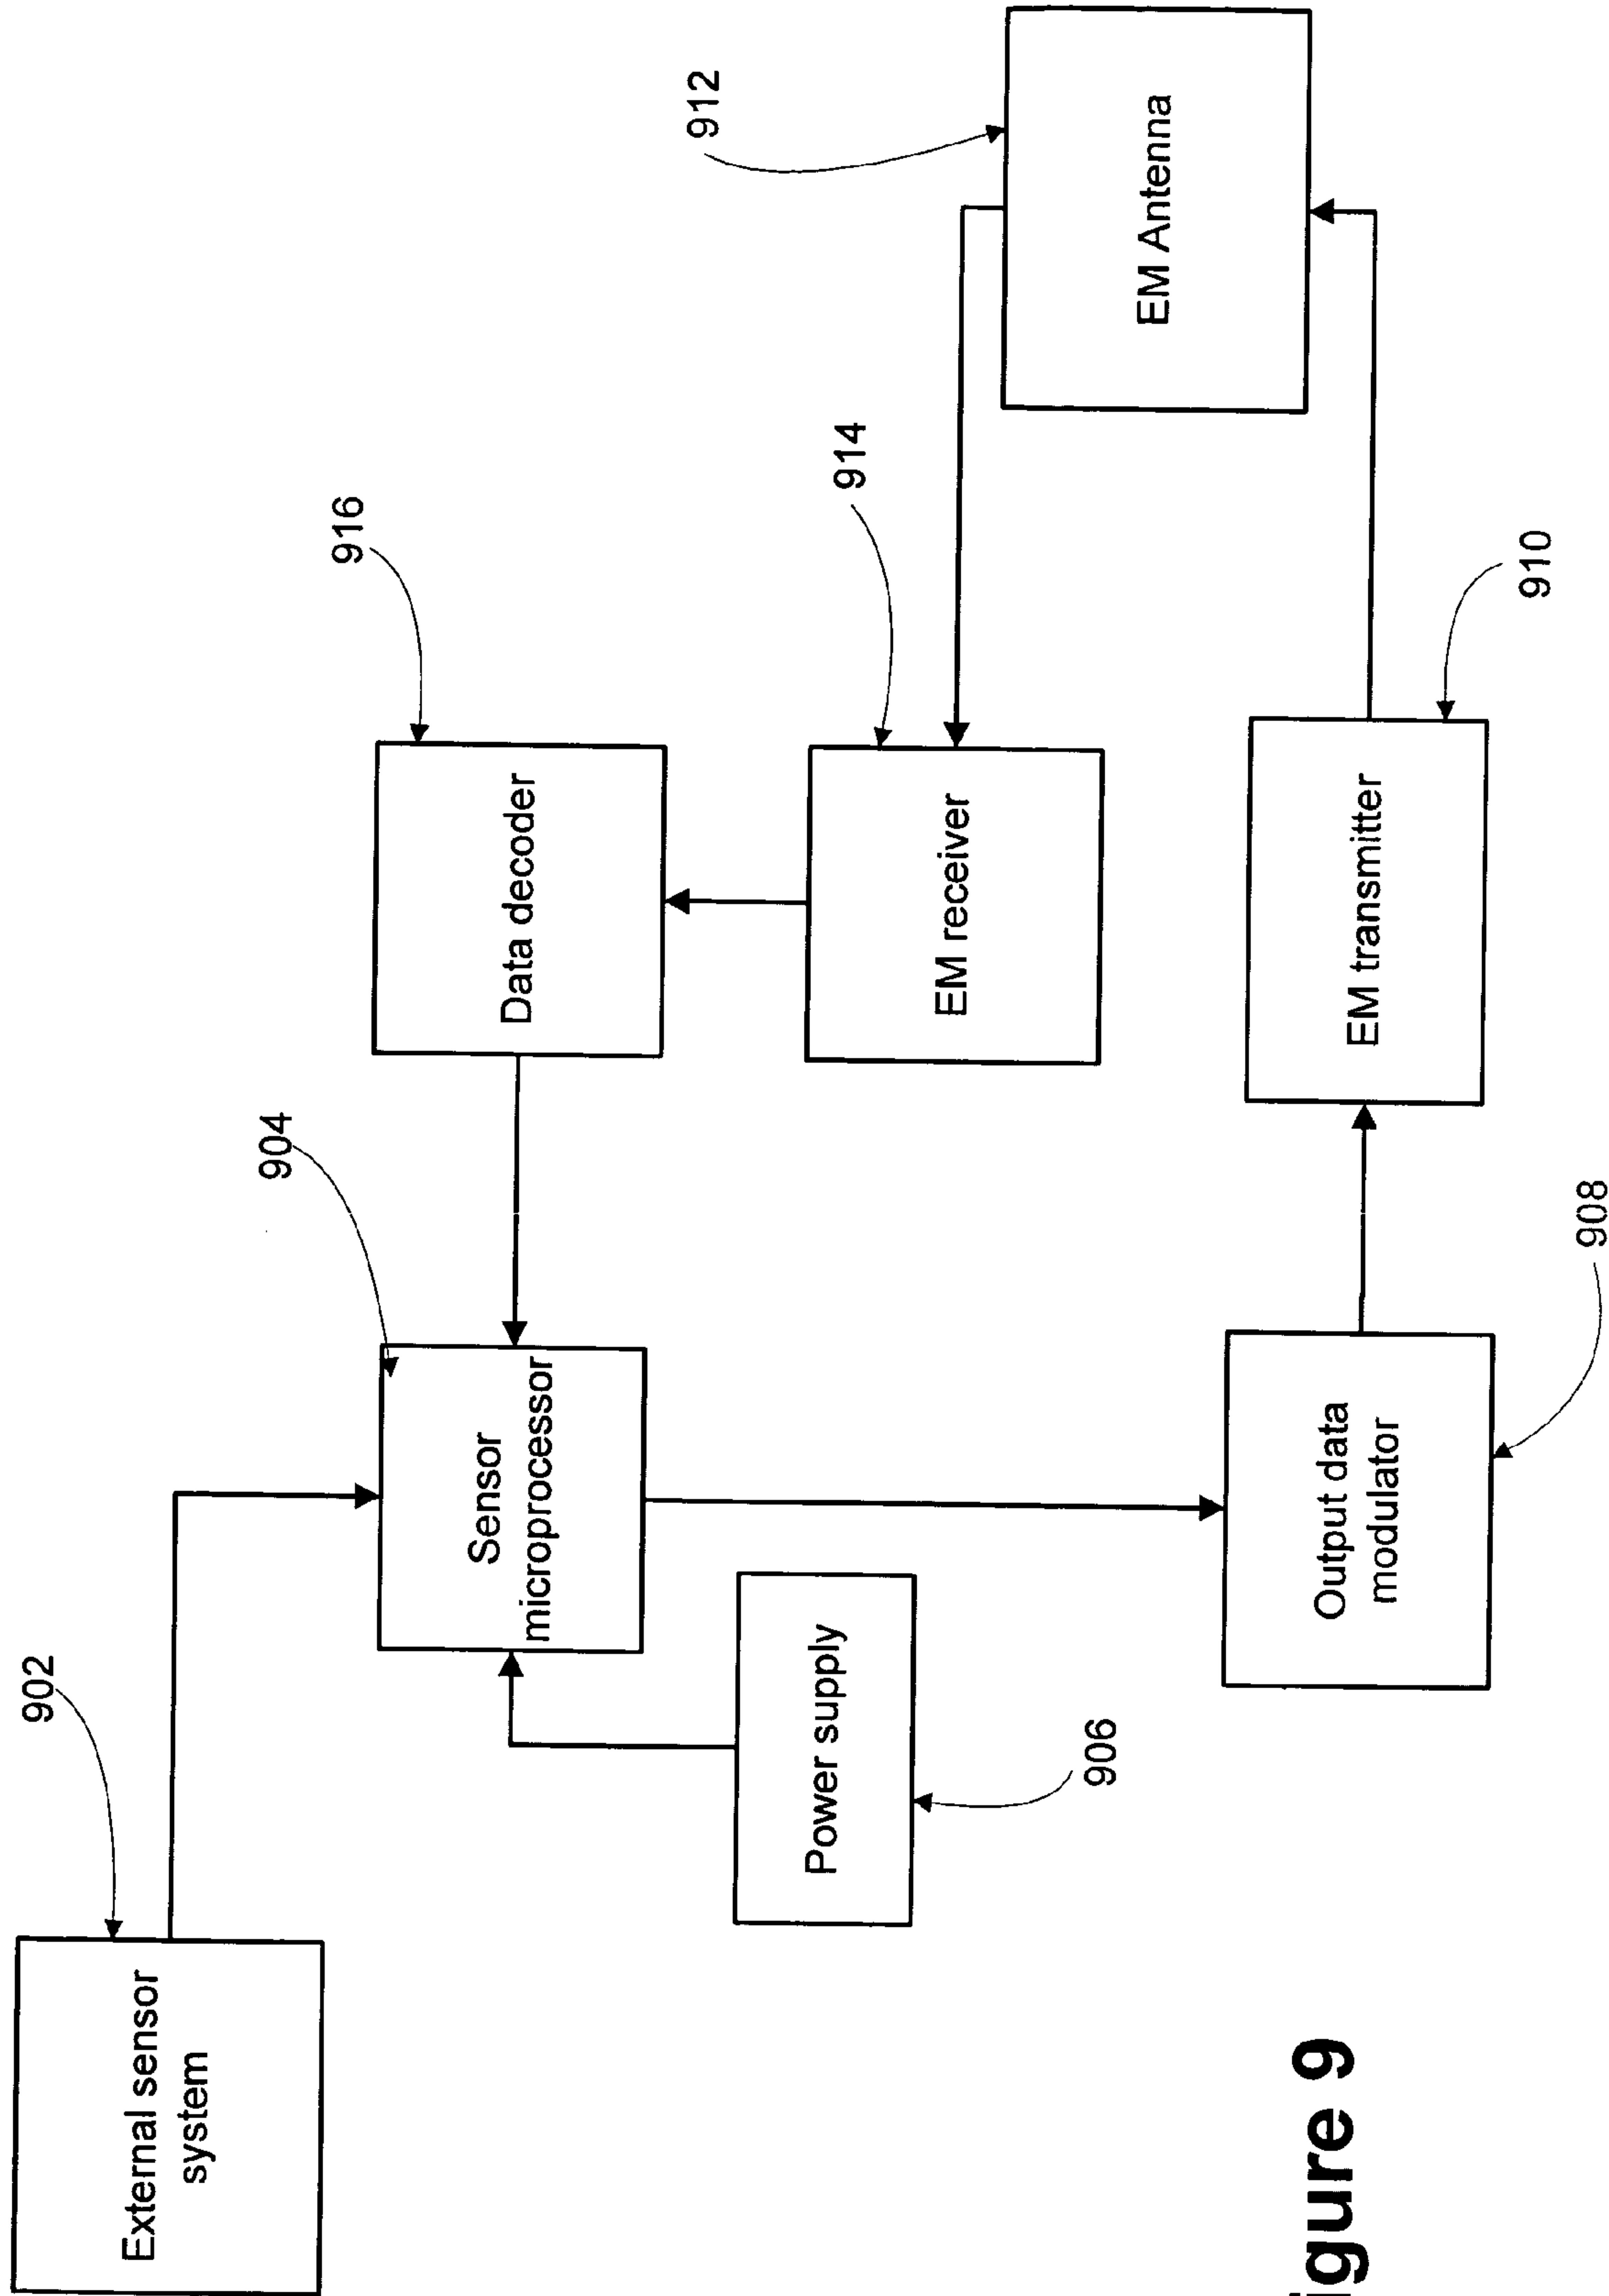 902
External sensor
system
904
Sensor
microprocessor
906
Power supply
916
Data decoder
914
EM receiver
912
EM Antenna
908
Output data
modulator
910
EM transmitter
igure 9